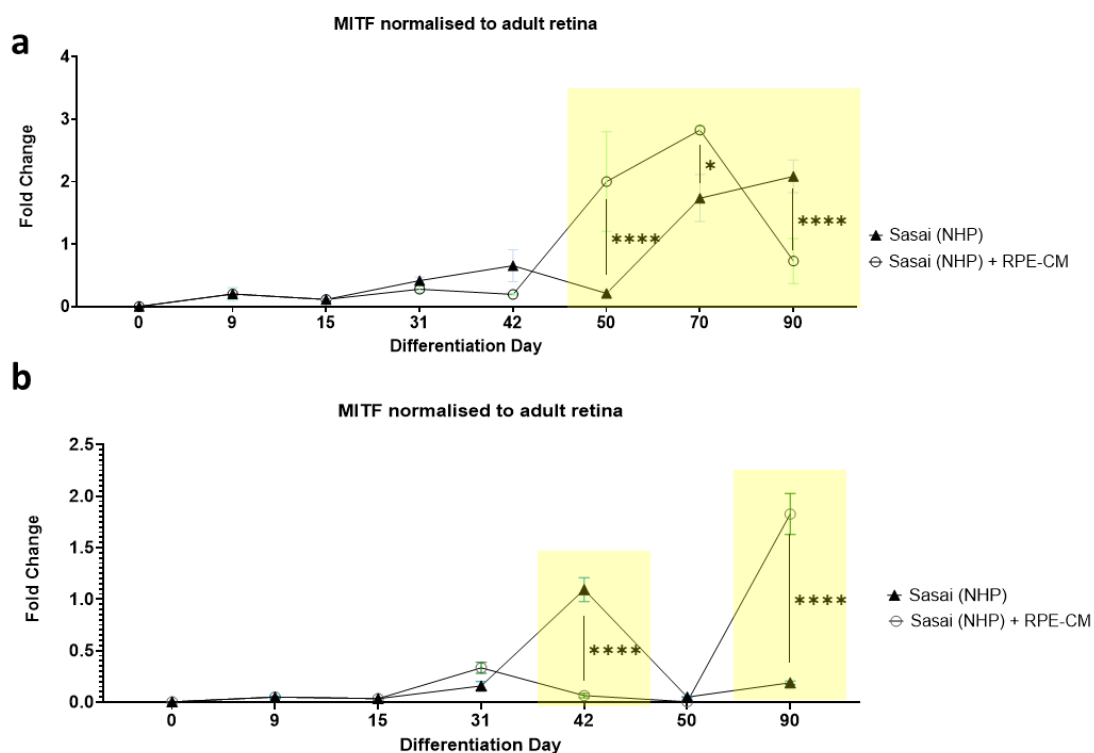 MITF normalised to adult retina
a
4
3
2
1
0
Fold Change
****
*
****
Sasai (NHP)
Sasai (NHP) + RPE-CM
0 9 15 31 42 50 70 90
Differentiation Day
b
MITF normalised to adult retina
2.5
2.0
1.5
1.0
0.5
0.0
Fold Change
****
****
Sasai (NHP)
Sasai (NHP) + RPE-CM
0 9 15 31 42 50 90
Differentiation Day